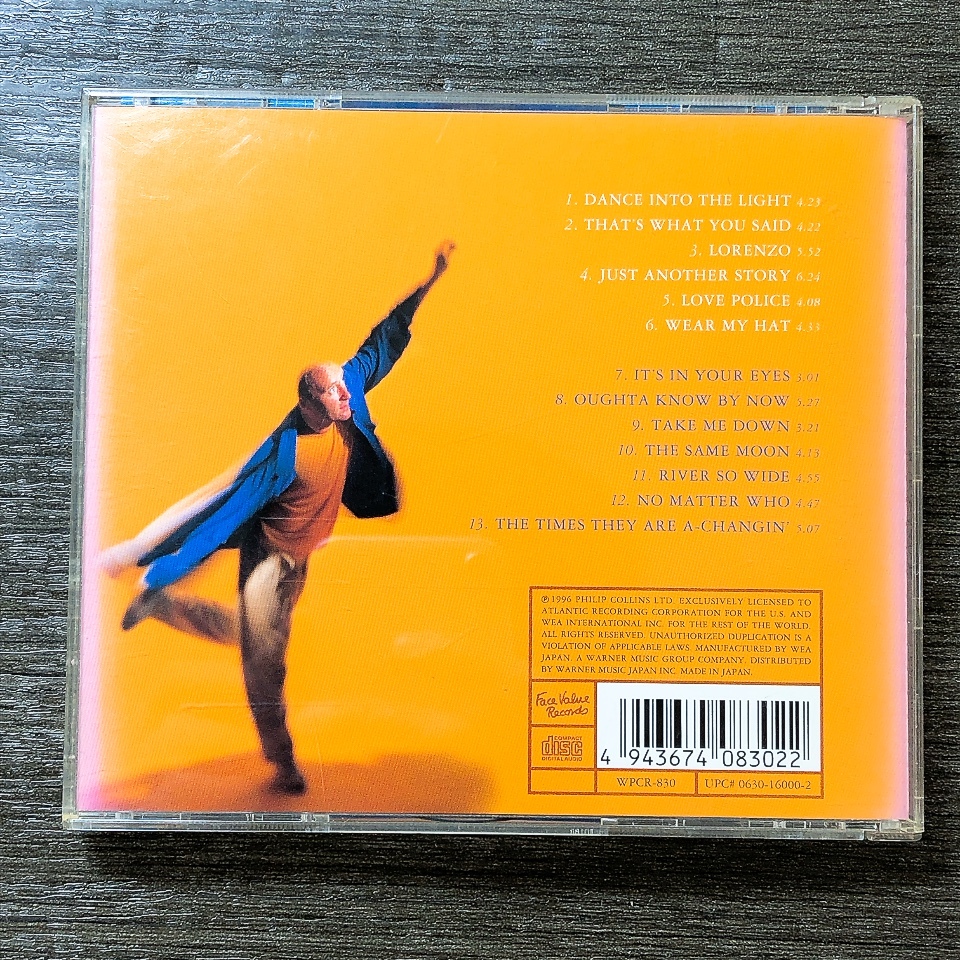 1. DANCE INTO THE LIGHT 4.23
2. THAT'S WHAT YOU SAID 4.22
3. LORENZO 5.52
4. JUST ANOTHER STORY 6.24
5. LOVE POLICE 4.08
6. WEAR MY HAT 4.33
7. IT'S IN YOUR EYES 3.01
8. OUGHTA KNOW BY NOW 5.27
9. TAKE ME DOWN 3.21
10. THE SAME MOON 4.13
11. RIVER SO WIDE 4.55
12. NO MATTER WHO 4.47
13. THE TIMES THEY ARE A-CHANGIN' 5.07
℗ 1996 PHILIP COLLINS LTD. EXCLUSIVELY LICENSED TO
ATLANTIC RECORDING CORPORATION FOR THE U.S. AND
WEA INTERNATIONAL INC. FOR THE REST OF THE WORLD.
ALL RIGHTS RESERVED. UNAUTHORIZED DUPLICATION IS A
VIOLATION OF APPLICABLE LAWS. MANUFACTURED BY WEA
JAPAN. A WARNER MUSIC GROUP COMPANY. DISTRIBUTED
BY WARNER MUSIC JAPAN INC. MADE IN JAPAN.
Face Value
Records
COMPACT
disc
DIGITAL AUDIO
4 943674 083022
WPCR-830
UPC# 0630-16000-2